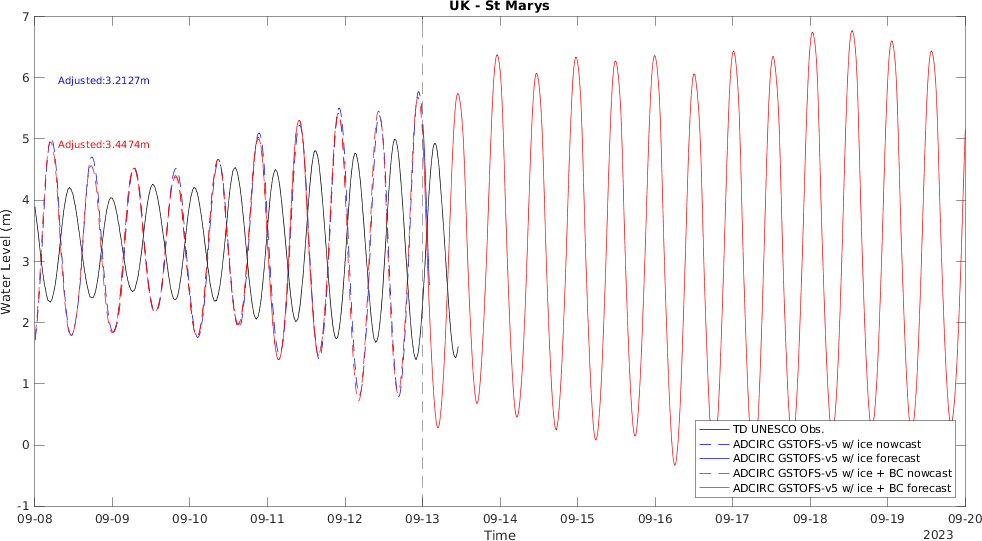 UK - St Marys
7
6
5
4
3
2
1
0
-1
Water Level (m)
Adjusted:3.2127m
Adjusted:3.4474m
TD UNESCO Obs.
ADCIRC GSTOFS-v5 w/ ice nowcast
ADCIRC GSTOFS-v5 w/ ice forecast
ADCIRC GSTOFS-v5 w/ ice + BC nowcast
ADCIRC GSTOFS-v5 w/ ice + BC forecast
09-08 09-09 09-10 09-11 09-12 09-13 09-14 09-15 09-16 09-17 09-18 09-19 09-20
Time
2023